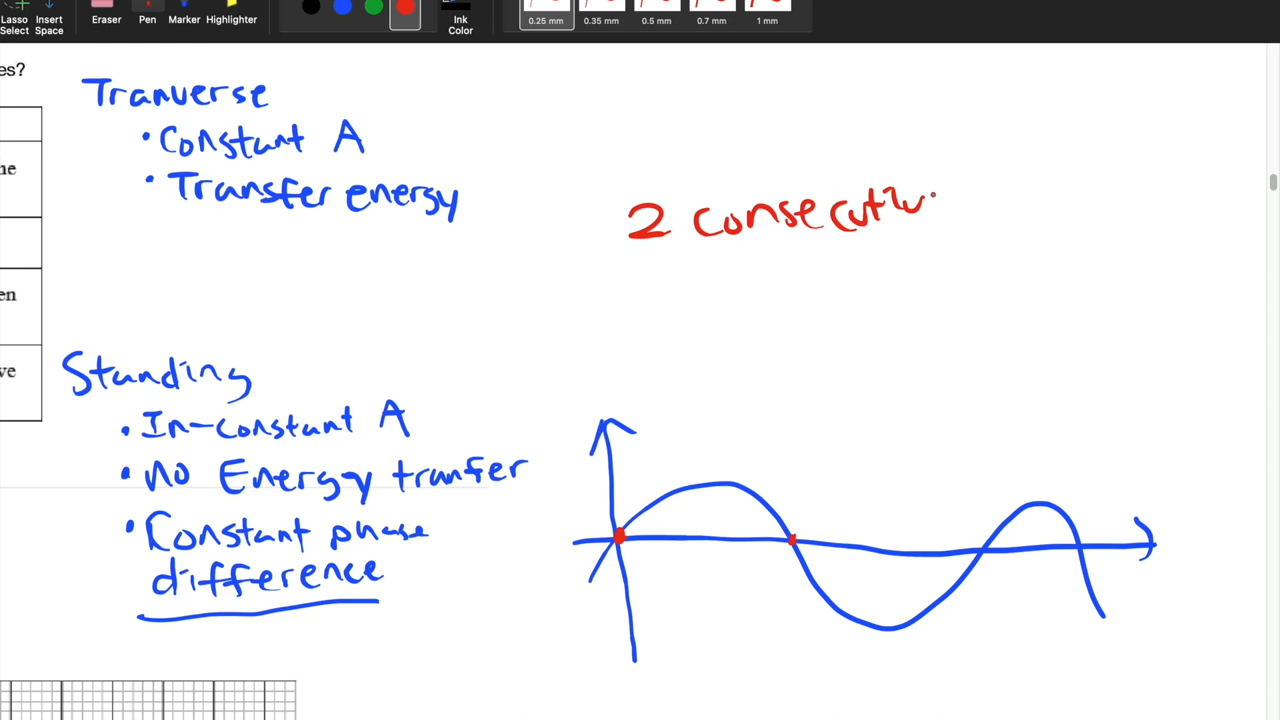 Lasso
Select
Insert
Space
Eraser
Pen
Marker
Highlighter
Ink
Color
0.25 mm
0.35 mm
0.5 mm
0.7 mm
1 mm
es?
ne
en
ve
Tranverse
• Constant A
• Transfer energy
2 consecutiv
Standing
• In-constant A
• no Energy tranfer
• Constant phase
difference